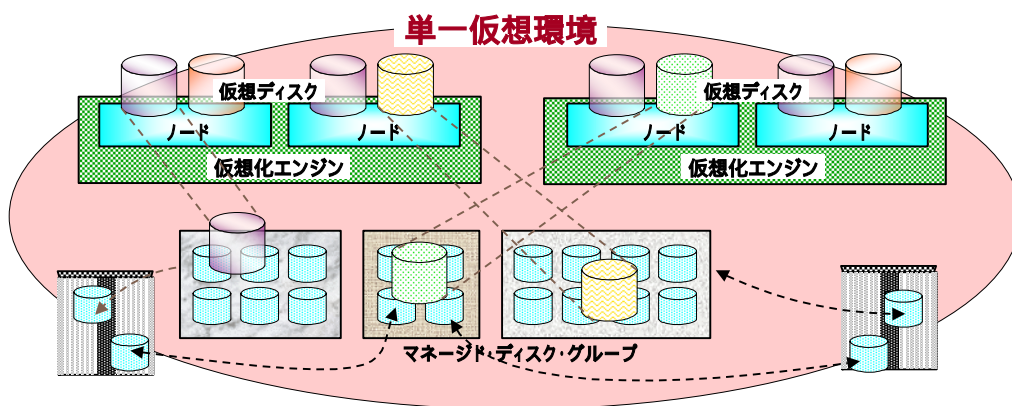 単一仮想環境
仮想ディスク
仮想ディスク
ノード
ノード
ノード
ノード
仮想化エンジン
仮想化エンジン
マネージド・ディスク・グループ